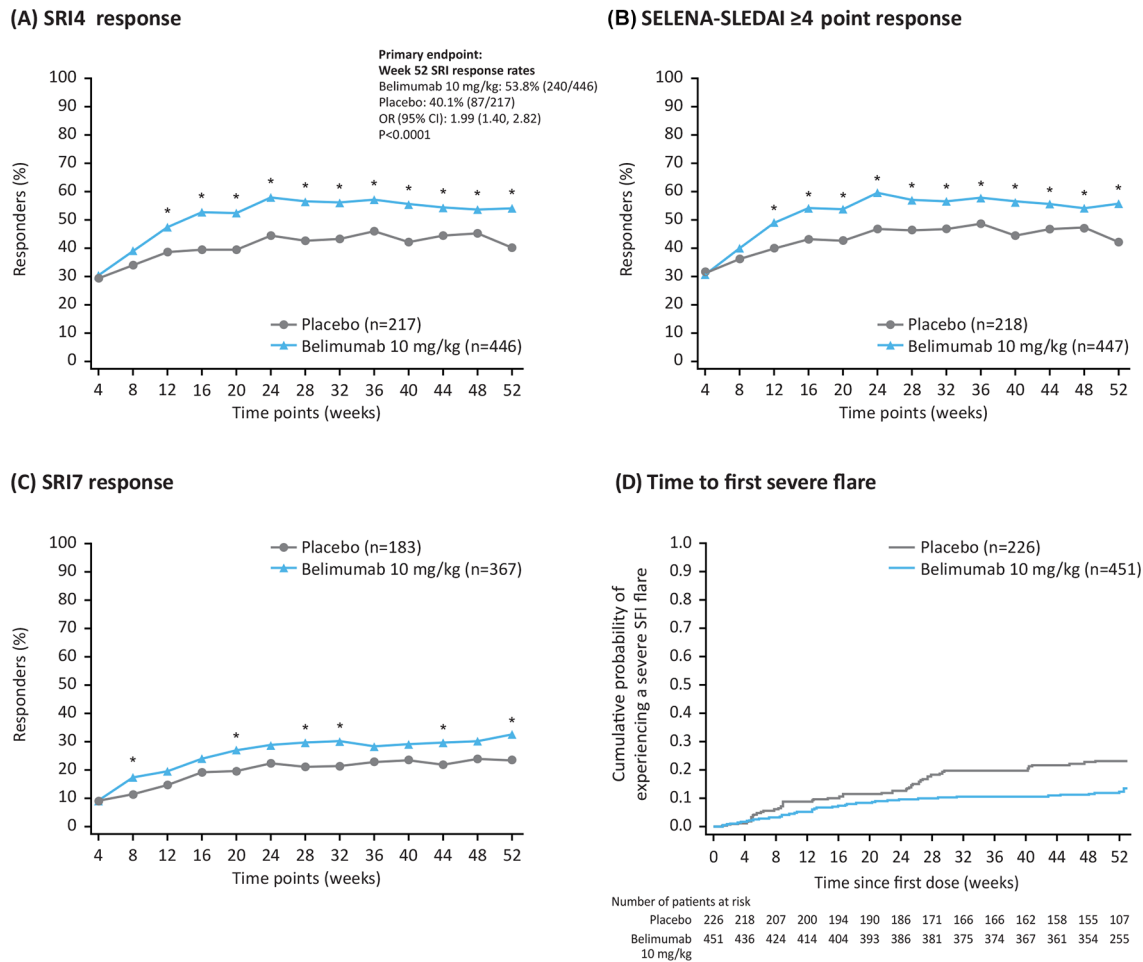 (A) SRI4 response
Primary endpoint:
Week 52 SRI response rates
Belimumab 10 mg/kg: 53.8% (240/446)
Placebo: 40.1% (87/217)
OR (95% CI): 1.99 (1.40, 2.82)
P<0.0001
100
90
80
70
60
50
40
30
20
10
0
Responders (%)
* * * * * * * * * * *
Placebo (n=217)
Belimumab 10 mg/kg (n=446)
4 8 12 16 20 24 28 32 36 40 44 48 52
Time points (weeks)
(B) SELENA-SLEDAI ≥4 point response
100
90
80
70
60
50
40
30
20
10
0
Responders (%)
* * * * * * * * * * *
Placebo (n=218)
Belimumab 10 mg/kg (n=447)
4 8 12 16 20 24 28 32 36 40 44 48 52
Time points (weeks)
(C) SRI7 response
100
90
80
70
60
50
40
30
20
10
0
Responders (%)
Placebo (n=183)
Belimumab 10 mg/kg (n=367)
* * * * * *
4 8 12 16 20 24 28 32 36 40 44 48 52
Time points (weeks)
(D) Time to first severe flare
1.0
0.9
0.8
0.7
0.6
0.5
0.4
0.3
0.2
0.1
0.0
Cumulative probability of
experiencing a severe SFI flare
Placebo (n=226)
Belimumab 10 mg/kg (n=451)
0 4 8 12 16 20 24 28 32 36 40 44 48 52
Time since first dose (weeks)
Number of patients at risk
Placebo 226 218 207 200 194 190 186 171 166 166 162 158 155 107
Belimumab 451 436 424 414 404 393 386 381 375 374 367 361 354 255
10 mg/kg